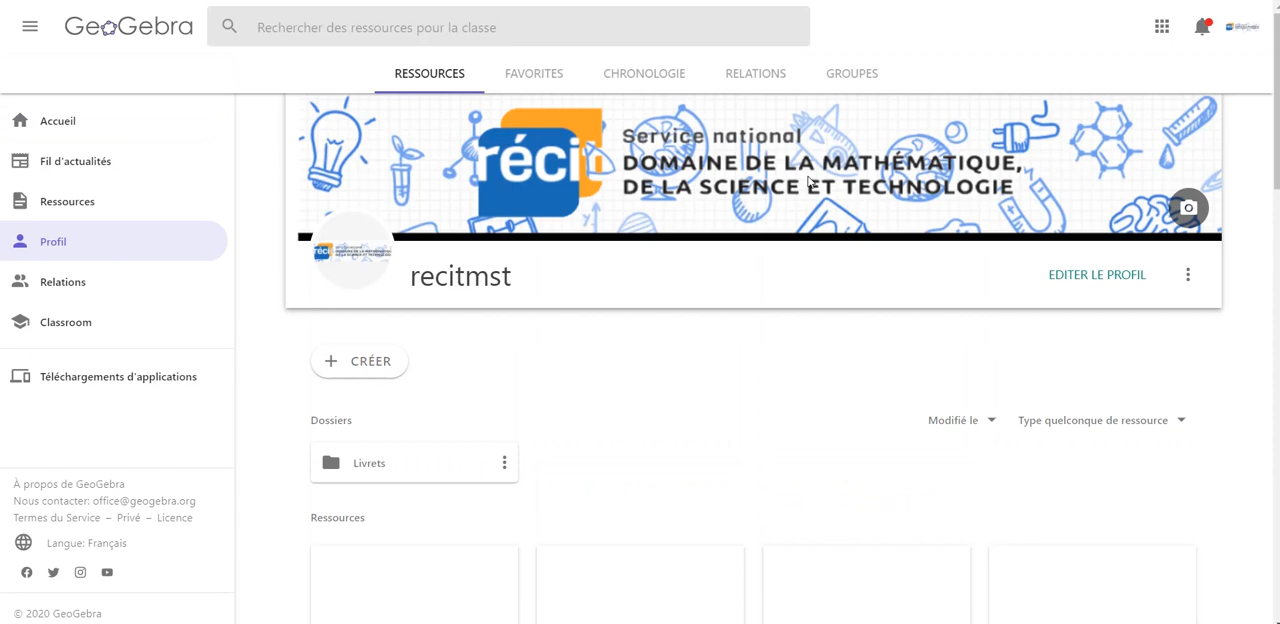 GeoGebra
Rechercher des ressources pour la classe
RESSOURCES FAVORITES CHRONOLOGIE RELATIONS GROUPES
Accueil
Fil d'actualités
Ressources
Profil
Relations
Classroom
Téléchargements d'applications
À propos de GeoGebra
Nous contacter: office@geogebra.org
Termes du Service – Privé – Licence
Langue: Français
© 2020 GeoGebra
récit
Service national
DOMAINE DE LA MATHÉMATIQUE,
DE LA SCIENCE ET TECHNOLOGIE
récit
recitmst
EDITER LE PROFIL
+ CRÉER
Dossiers
Modifié le
Type quelconque de ressource
Livrets
Ressources